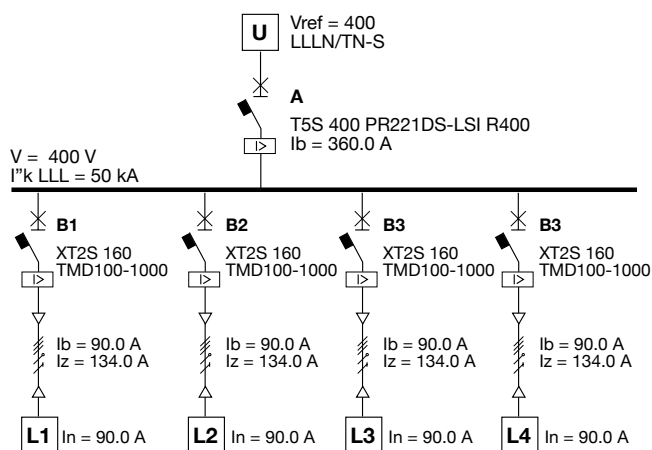 U
Vref = 400
LLLN/TN-S
A
T5S 400 PR221DS-LSI R400
Ib = 360.0 A
I>
V = 400 V
I"k LLL = 50 kA
B1
XT2S 160
TMD100-1000
I>
Ib = 90.0 A
Iz = 134.0 A
L1 In = 90.0 A
B2
XT2S 160
TMD100-1000
I>
Ib = 90.0 A
Iz = 134.0 A
L2 In = 90.0 A
B3
XT2S 160
TMD100-1000
I>
Ib = 90.0 A
Iz = 134.0 A
L3 In = 90.0 A
B3
XT2S 160
TMD100-1000
I>
Ib = 90.0 A
Iz = 134.0 A
L4 In = 90.0 A